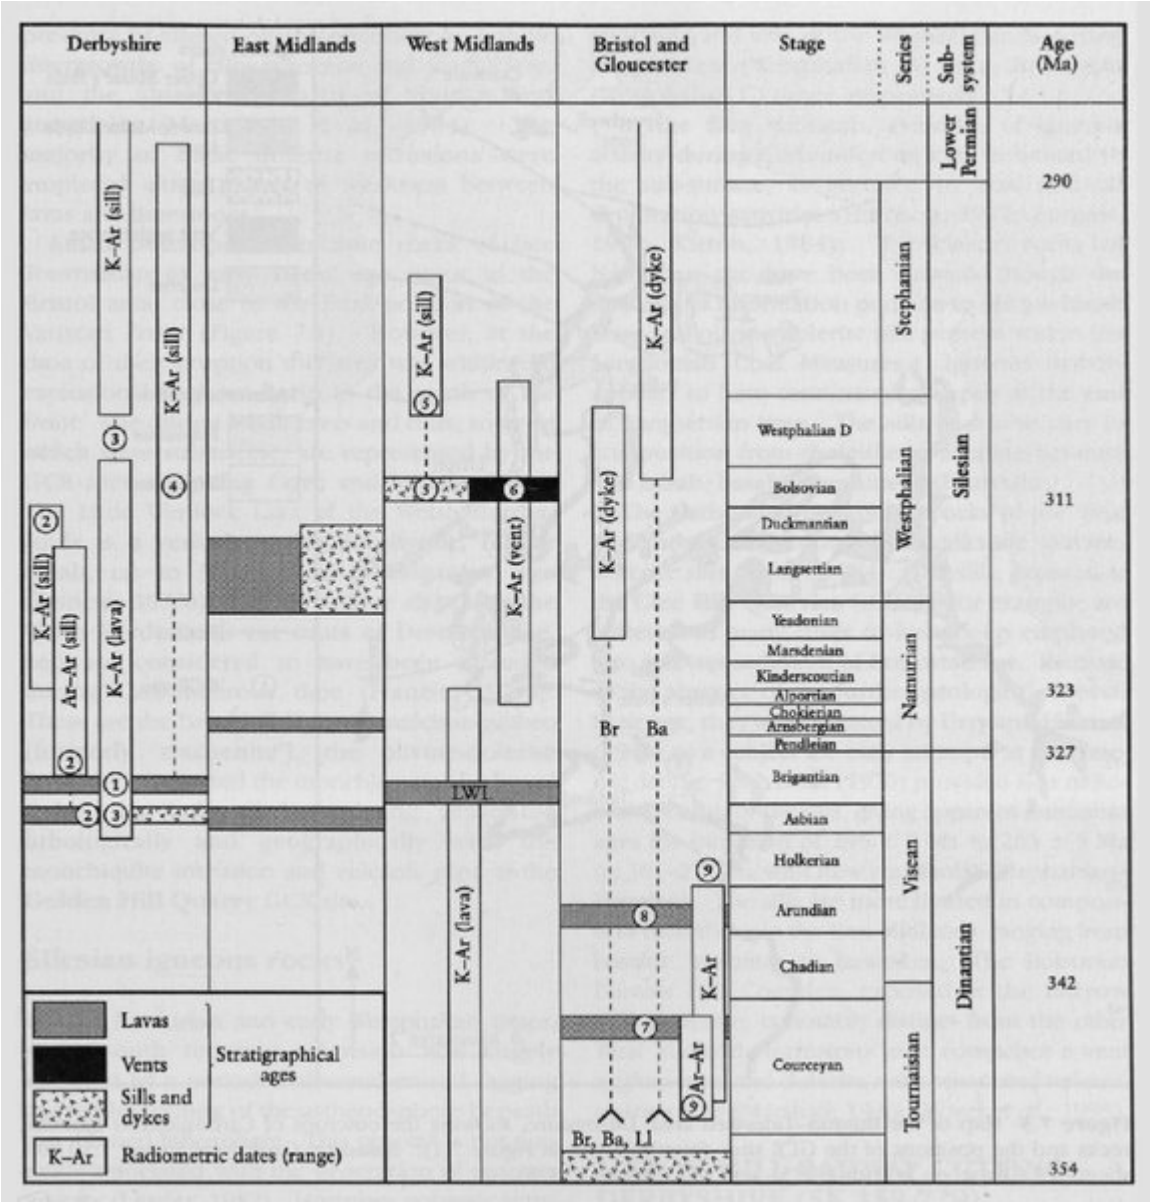 Derbyshire
East Midlands
West Midlands
Bristol and
Gloucester
Stage
Series
Sub-
system
Age
(Ma)
K–Ar (sill)
3
K–Ar (sill)
4
2
K–Ar (sill)
Ar–Ar (sill)
K–Ar (lava)
2
1
2
3
K–Ar (sill)
5
5
6
K–Ar (vent)
LWL
K–Ar (lava)
K–Ar (dyke)
K–Ar (dyke)
Br
Ba
9
8
K–Ar
7
Ar–Ar
9
Br, Ba, Ll
Westphalian D
Bolsovian
Duckmantian
Langsettian
Yeadonian
Marsdenian
Kinderscoutian
Alportian
Chokierian
Arnsbergian
Pendleian
Brigantian
Asbian
Holkerian
Arundian
Chadian
Courceyan
Stephanian
Westphalian
Namurian
Visean
Tournaisian
Lower
Permian
Silesian
Dinantian
290
311
323
327
342
354
Lavas
Vents
Stratigraphical
ages
Sills and
dykes
K–Ar
Radiometric dates (range)